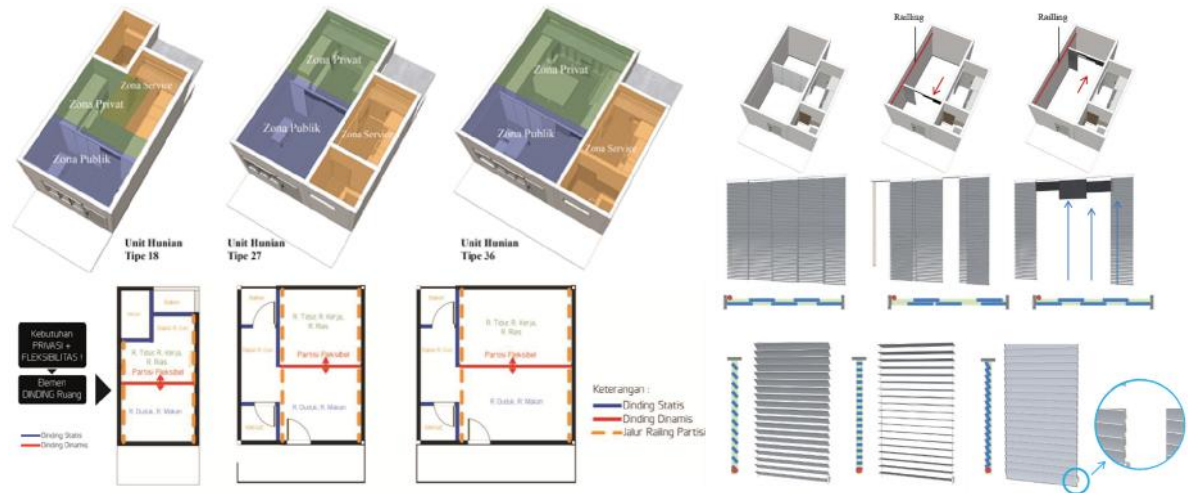 Zona Service
Zona Privat
Zona Publik
Unit Hunian
Tipe 18
Zona Privat
Zona Publik
Zona Service
Unit Hunian
Tipe 27
Zona Privat
Zona Publik
Zona Service
Unit Hunian
Tipe 36
Railling
Railling
Kebutuhan
PRIVASI +
FLEKSIBILITAS !
Elemen
DINDING Ruang
Dinding Statis
Dinding Dinamis
R. Tidur, R. Kerja,
R. Rias
Partisi Fleksibel
R. Duduk, R. Makan
R. Tidur, R. Kerja,
R. Rias
Partisi Fleksibel
R. Duduk, R. Makan
R. Tidur, R. Kerja,
R. Rias
Partisi Fleksibel
R. Duduk, R. Makan
Keterangan :
Dinding Statis
Dinding Dinamis
Jalur Railing Partisi